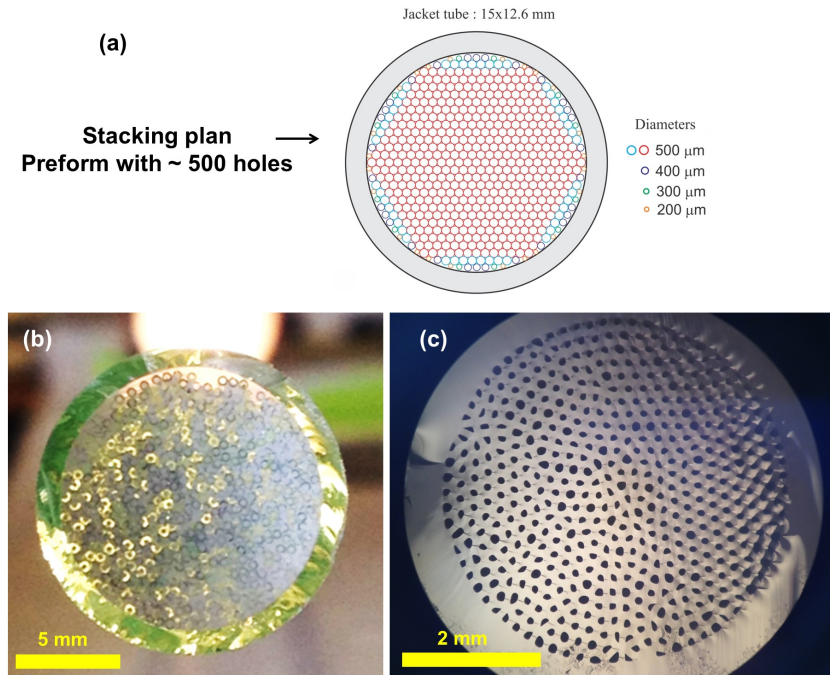 Jacket tube : 15x12.6 mm
(a)
Stacking plan
Preform with ~ 500 holes
Diameters
500 μm
400 μm
300 μm
200 μm
(b)
(c)
5 mm
2 mm